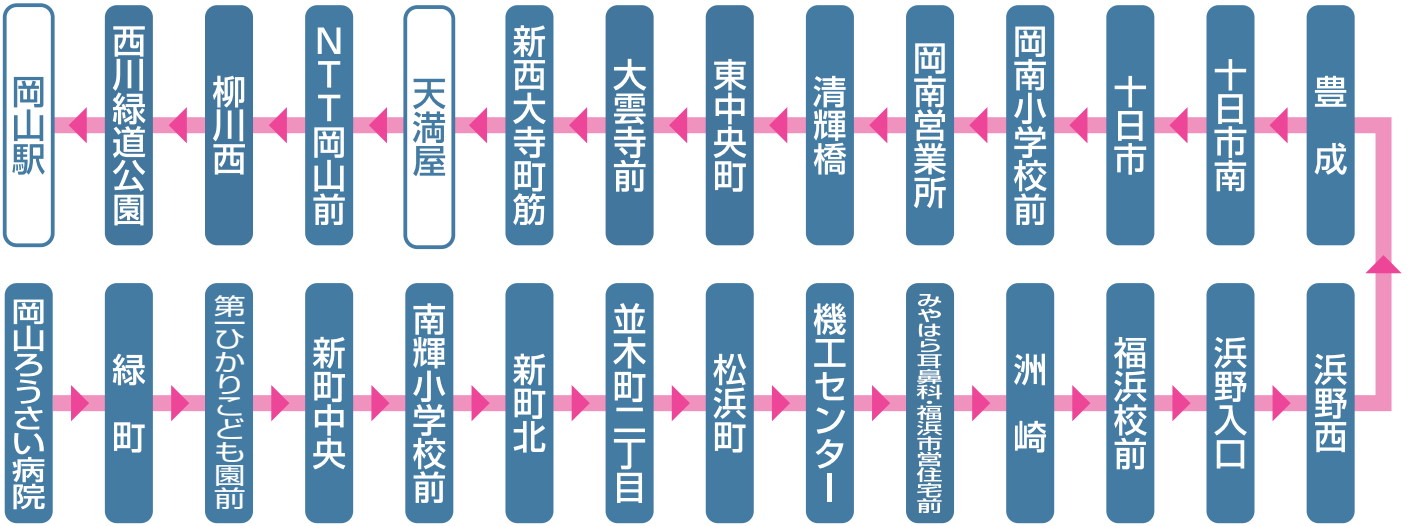 岡山駅
西川緑道公園
柳川西
NTT岡山前
天満屋
新西大寺町筋
大雲寺前
東中央町
清輝橋
岡南営業所
岡南小学校前
十日市
十日市南
豊成
岡山ろうさい病院
緑町
第一ひかりこども園前
新町中央
南輝小学校前
新町北
並木町二丁目
松浜町
機工センター
みやはら耳鼻科・福浜市営住宅前
洲崎
福浜校前
浜野入口
浜野西